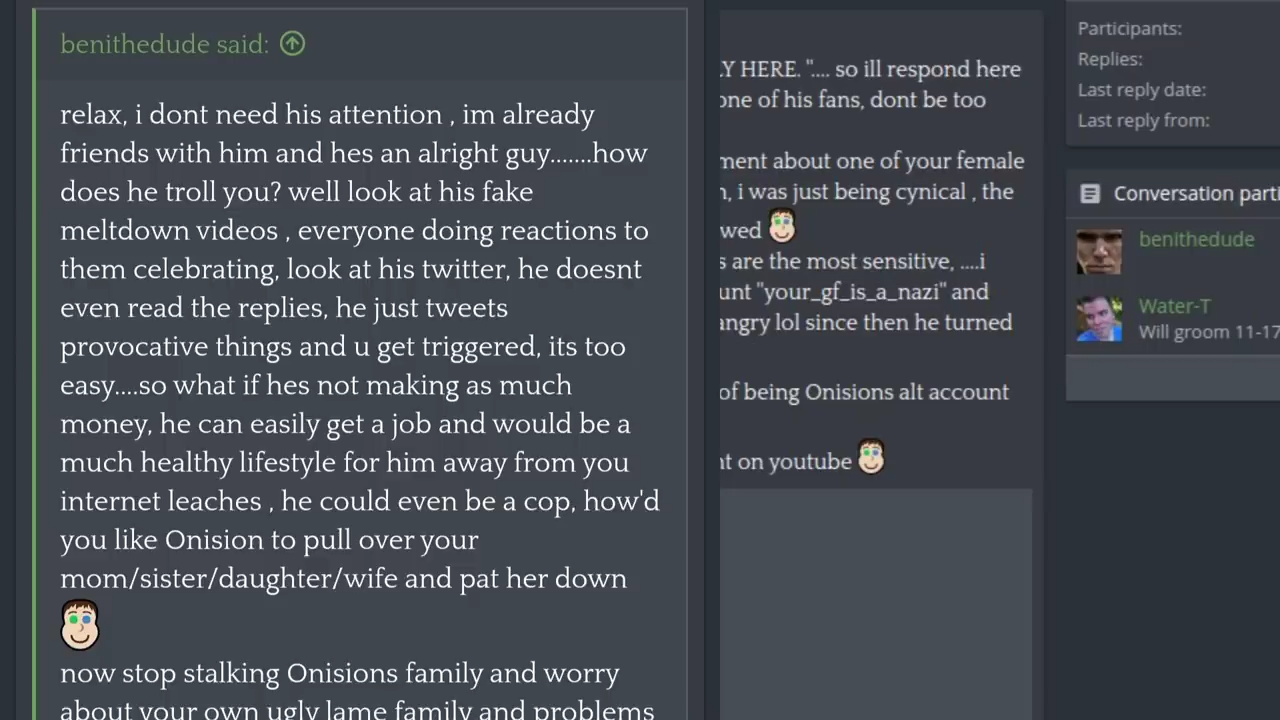 benithedude said:
relax, i dont need his attention , im already
friends with him and hes an alright guy.......how
does he troll you? well look at his fake
meltdown videos , everyone doing reactions to
them celebrating, look at his twitter, he doesnt
even read the replies, he just tweets
provocative things and u get triggered, its too
easy....so what if hes not making as much
money, he can easily get a job and would be a
much healthy lifestyle for him away from you
internet leaches , he could even be a cop, how'd
you like Onision to pull over your
mom/sister/daughter/wife and pat her down
now stop stalking Onisions family and worry
about your own ugly lame family and problems
Y HERE. ".... so ill respond here
one of his fans, dont be too
ment about one of your female
, i was just being cynical , the
wed
s are the most sensitive, ....i
unt "your_gf_is_a_nazi" and
angry lol since then he turned
of being Onisions alt account
t on youtube
Participants:
Replies:
Last reply date:
Last reply from:
Conversation parti
benithedude
Water-T
Will groom 11-17